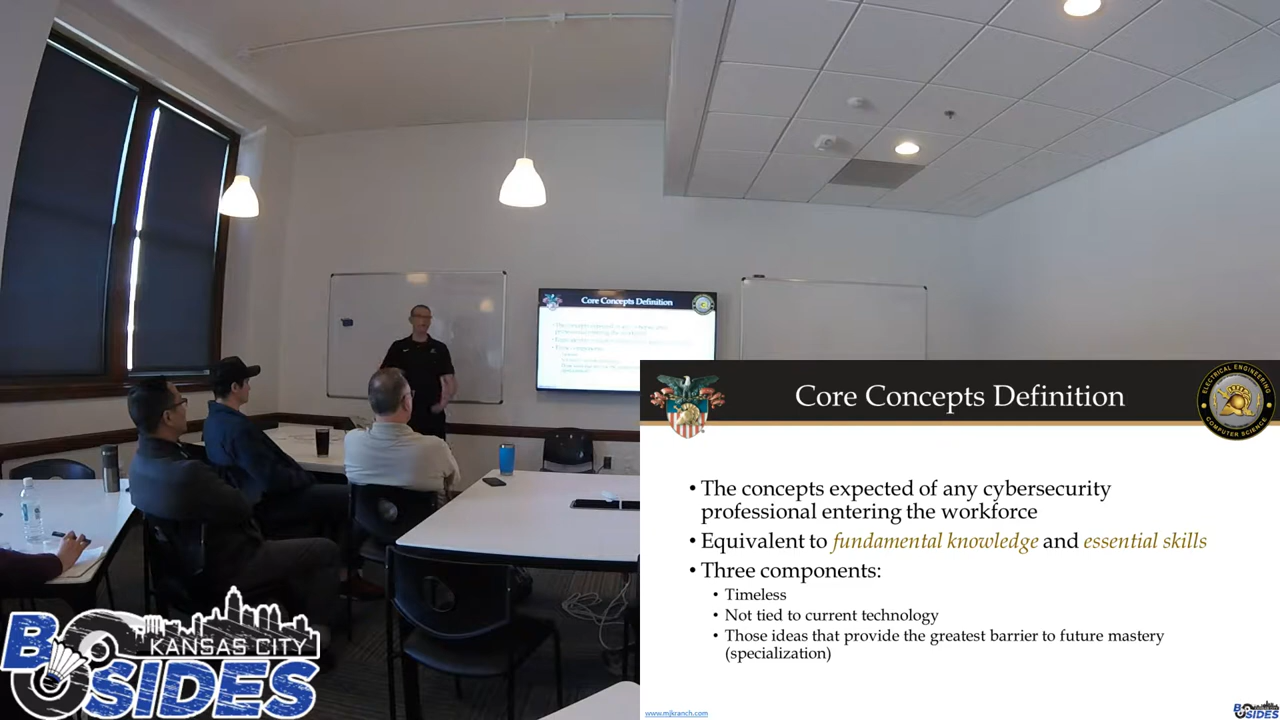 Core Concepts Definition
Core Concepts Definition
ELECTRICAL ENGINEERING
COMPUTER SCIENCE
• The concepts expected of any cybersecurity
professional entering the workforce
• Equivalent to fundamental knowledge and essential skills
• Three components:
• Timeless
• Not tied to current technology
• Those ideas that provide the greatest barrier to future mastery
(specialization)
KANSAS CITY
BSIDES
www.mjkranch.com
BSIDES